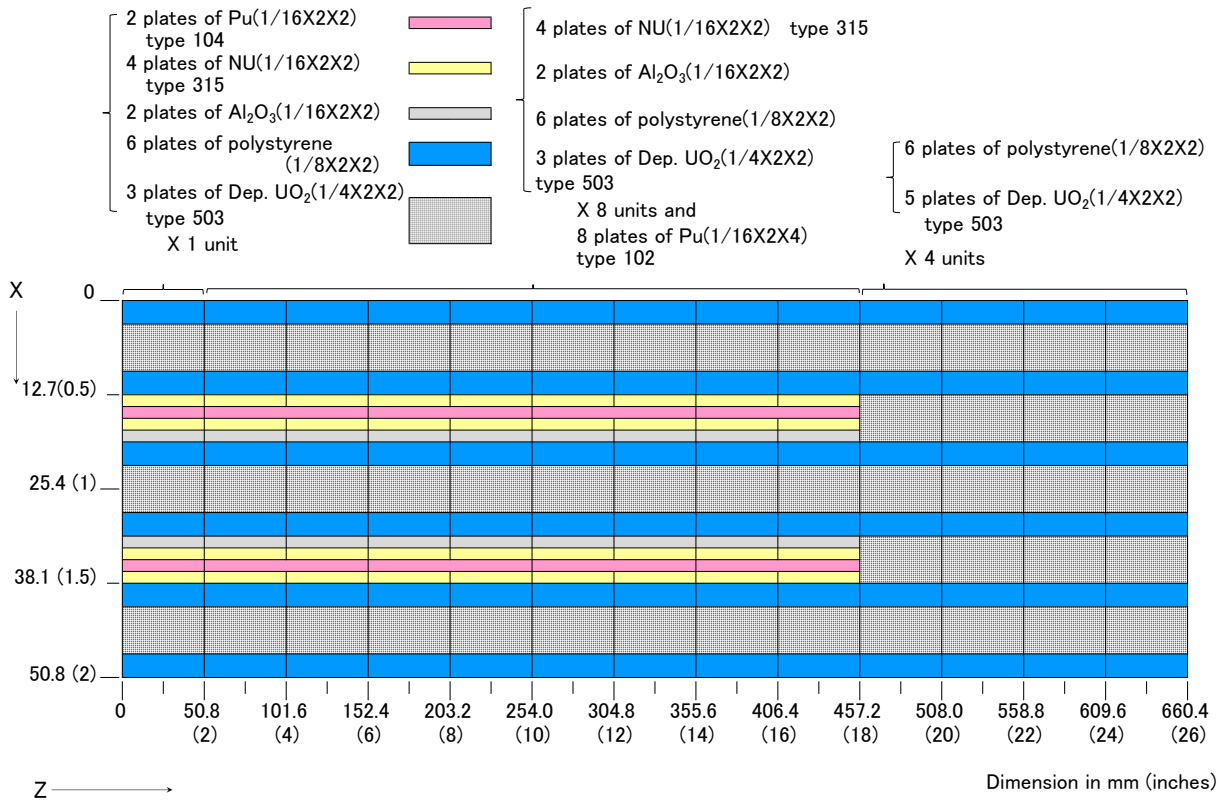 2 plates of Pu(1/16X2X2)
type 104
4 plates of NU(1/16X2X2)
type 315
2 plates of Al₂O₃(1/16X2X2)
6 plates of polystyrene
(1/8X2X2)
3 plates of Dep. UO₂(1/4X2X2)
type 503
X 1 unit
4 plates of NU(1/16X2X2) type 315
2 plates of Al₂O₃(1/16X2X2)
6 plates of polystyrene(1/8X2X2)
3 plates of Dep. UO₂(1/4X2X2)
type 503
X 8 units and
8 plates of Pu(1/16X2X4)
type 102
6 plates of polystyrene(1/8X2X2)
5 plates of Dep. UO₂(1/4X2X2)
type 503
X 4 units
X
0
12.7(0.5)
25.4 (1)
38.1 (1.5)
50.8 (2)
0 50.8 101.6 152.4 203.2 254.0 304.8 355.6 406.4 457.2 508.0 558.8 609.6 660.4
(2) (4) (6) (8) (10) (12) (14) (16) (18) (20) (22) (24) (26)
Z
Dimension in mm (inches)